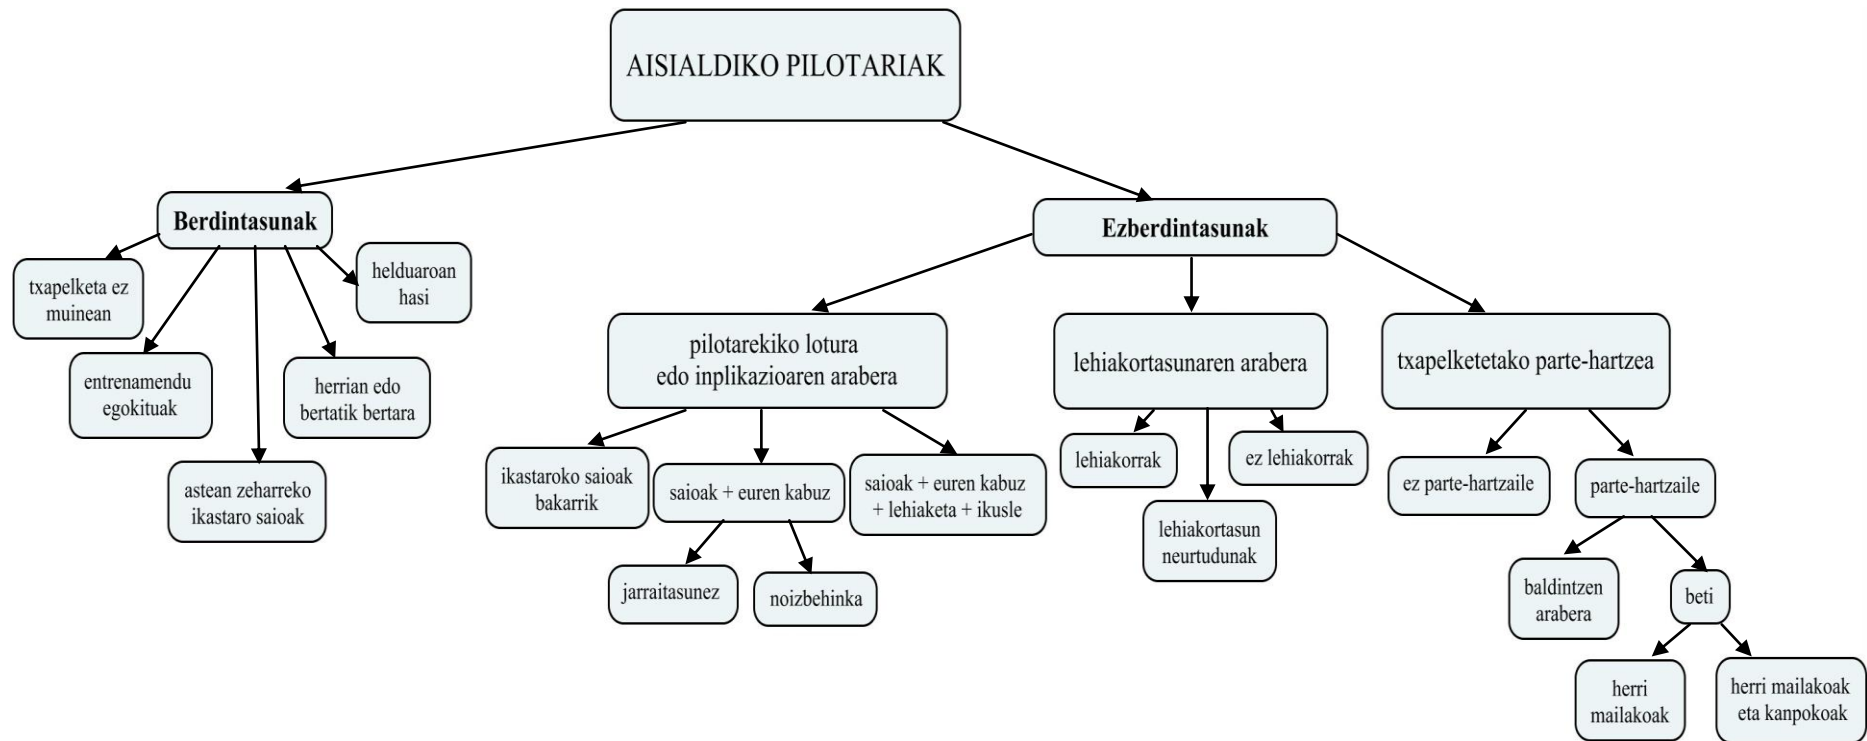 AISIALDIKO PILOTARIAK
Berdintasunak
txapelketa ez
muinean
entrenamendu
egokituak
astean zeharreko
ikastaro saioak
herrian edo
bertatik bertara
helduaroan
hasi
Ezberdintasunak
pilotarekiko lotura
edo inplikazioaren arabera
ikastaroko saioak
bakarrik
saioak + euren kabuz
jarraitasunez
noizbehinka
saioak + euren kabuz
+ lehiaketa + ikusle
lehiakortasunaren arabera
lehiakorrak
lehiakortasun
neurtudunak
ez lehiakorrak
txapelketetako parte-hartzea
ez parte-hartzaile
parte-hartzaile
baldintzen
arabera
beti
herri
mailakoak
herri mailakoak
eta kanpokoak